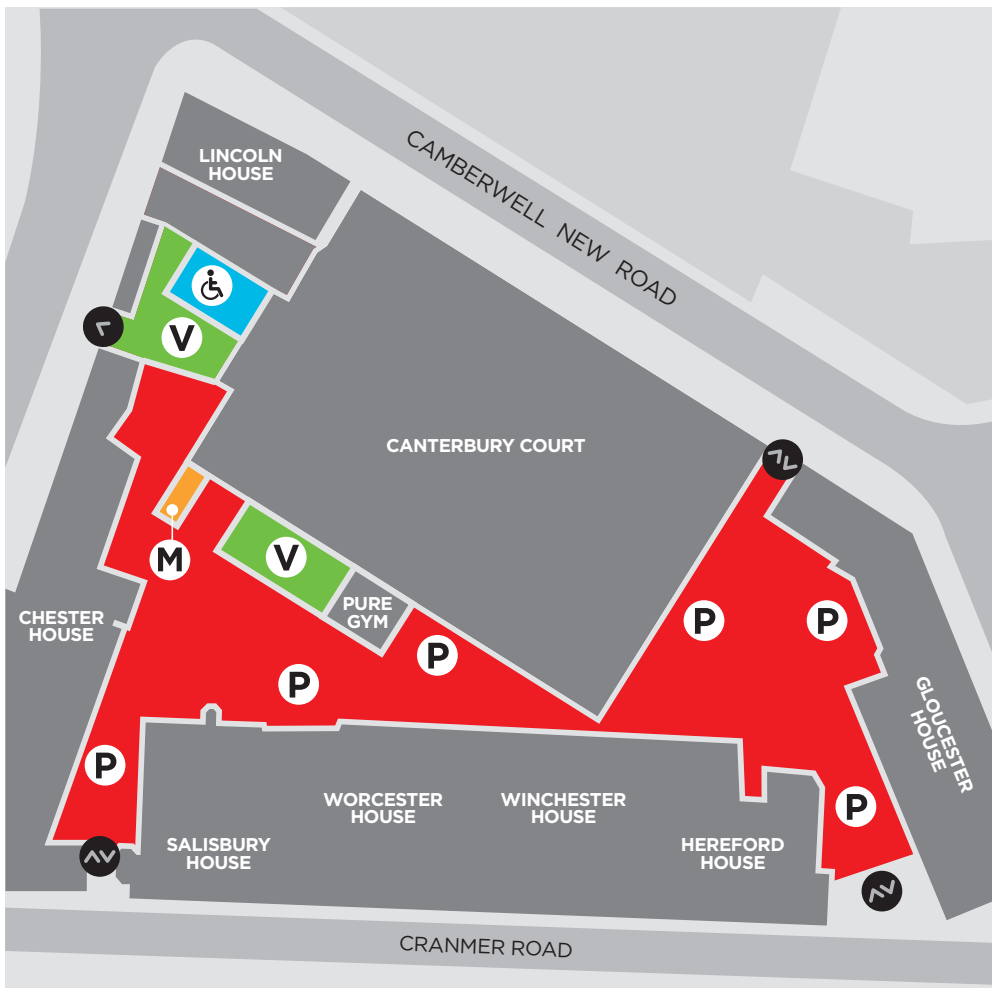 LINCOLN
HOUSE
CAMBERWELL NEW ROAD
V
CANTERBURY COURT
V
M
PURE
GYM
CHESTER
HOUSE
P
P
P
P
GLOUCESTER
HOUSE
P
P
WORCESTER
HOUSE
WINCHESTER
HOUSE
SALISBURY
HOUSE
HEREFORD
HOUSE
CRANMER ROAD